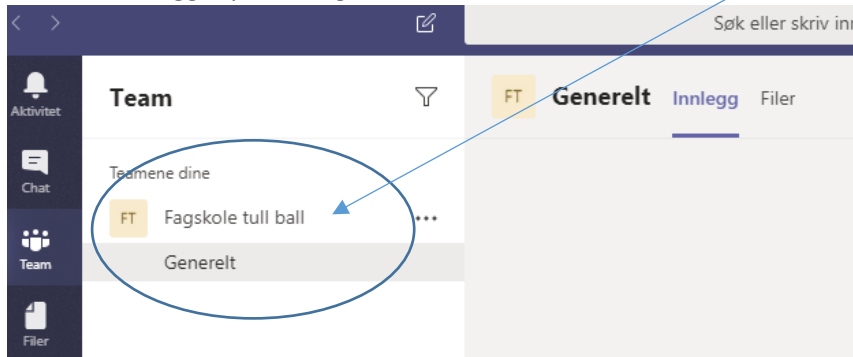 Søk eller skriv inn
Aktivitet
Team
FT Generelt Innlegg Filer
Chat
Teamene dine
FT Fagskole tull ball ...
Team
Generelt
Filer